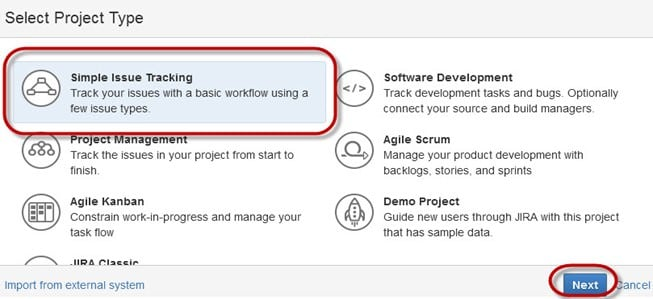 Select Project Type
Simple Issue Tracking
Track your issues with a basic workflow using a
few issue types.
Software Development
Track development tasks and bugs. Optionally
connect your source and build managers.
Project Management
Track the issues in your project from start to
finish.
Agile Scrum
Manage your product development with
backlogs, stories, and sprints
Agile Kanban
Constrain work-in-progress and manage your
task flow
Demo Project
Guide new users through JIRA with this project
that has sample data.
JIRA Classic
Import from external system
Next
Cancel